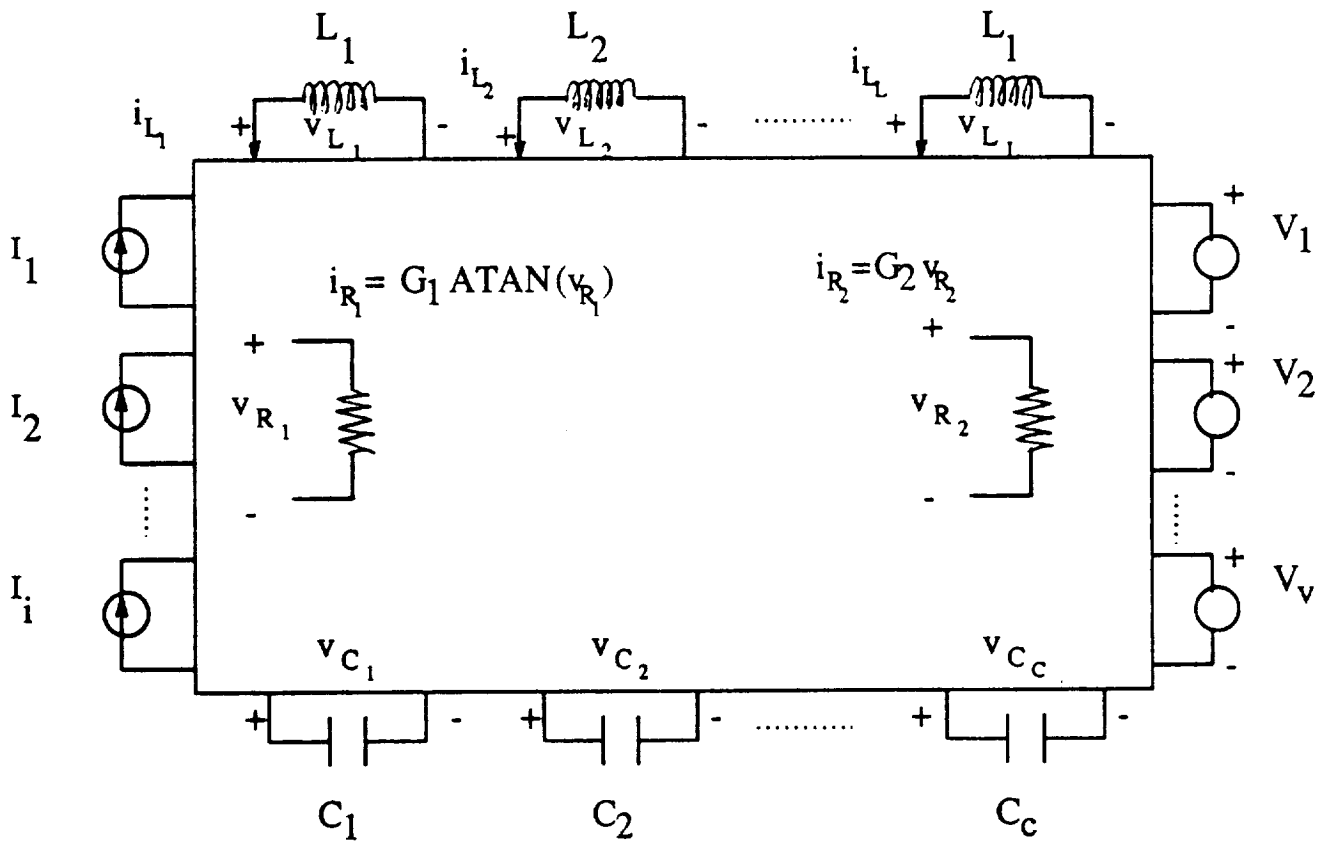 L1 L2 L1
iL1 iL2 iLL
+ vL1 - + vL2 - ............ + vL -
I1 iR1 = G1 ATAN(vR1) iR2 = G2 vR2 + V1 -
I2 + vR1 - + vR2 - + V2 -
Ii + Vv -
vC1 vC2 vCC
+ - + - ............ + -
C1 C2 Cc